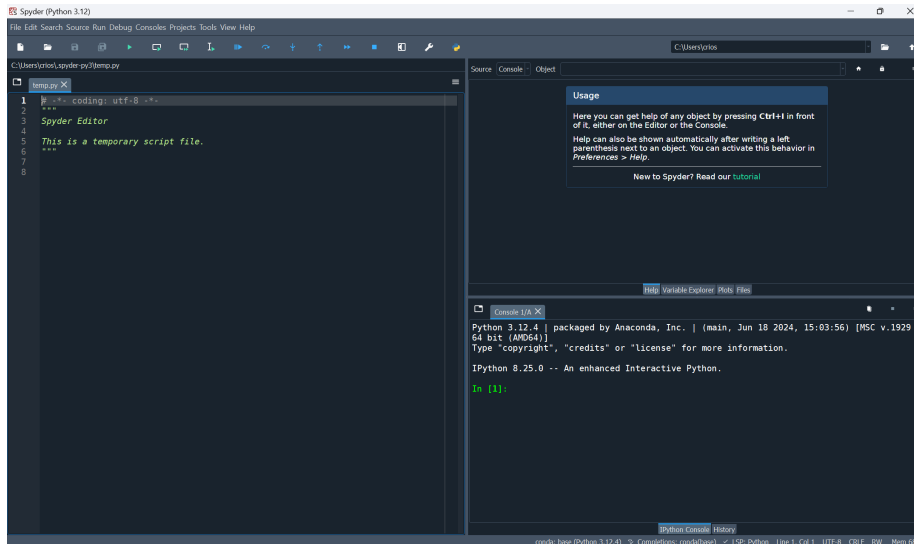 Spyder (Python 3.12)
File Edit Search Source Run Debug Consoles Projects Tools View Help
C:\Users\crios
C:\Users\crios\.spyder-py3\temp.py
temp.py
1 # -*- coding: utf-8 -*-
2 """
3 Spyder Editor
4
5 This is a temporary script file.
6 """
7
8
Source Console Object
Usage
Here you can get help of any object by pressing Ctrl+I in front
of it, either on the Editor or the Console.
Help can also be shown automatically after writing a left
parenthesis next to an object. You can activate this behavior in
Preferences > Help.
New to Spyder? Read our tutorial
Help Variable Explorer Plots Files
Console 1/A
Python 3.12.4 | packaged by Anaconda, Inc. | (main, Jun 18 2024, 15:03:56) [MSC v.1929
64 bit (AMD64)]
Type "copyright", "credits" or "license" for more information.
IPython 8.25.0 -- An enhanced Interactive Python.
In [1]:
IPython Console History
conda: base (Python 3.12.4) Completions: conda(base) LSP: Python Line 1, Col 1 UTF-8 CRLF RW Mem